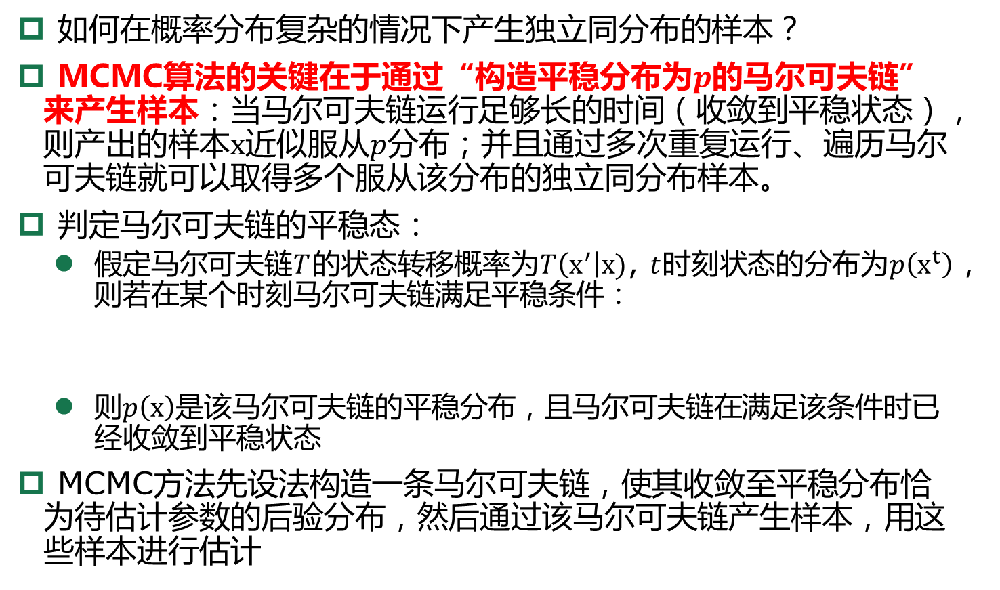 如何在概率分布复杂的情况下产生独立同分布的样本？
MCMC算法的关键在于通过“构造平稳分布为p的马尔可夫链”
来产生样本：当马尔可夫链运行足够长的时间（收敛到平稳状态），
则产出的样本x近似服从p分布；并且通过多次重复运行、遍历马尔
可夫链就可以取得多个服从该分布的独立同分布样本。
判定马尔可夫链的平稳态：
假定马尔可夫链T的状态转移概率为T(x′|x)，t时刻状态的分布为p(xᵗ)，
则若在某个时刻马尔可夫链满足平稳条件：
则p(x)是该马尔可夫链的平稳分布，且马尔可夫链在满足该条件时已
经收敛到平稳状态
MCMC方法先设法构造一条马尔可夫链，使其收敛至平稳分布恰
为待估计参数的后验分布，然后通过该马尔可夫链产生样本，用这
些样本进行估计